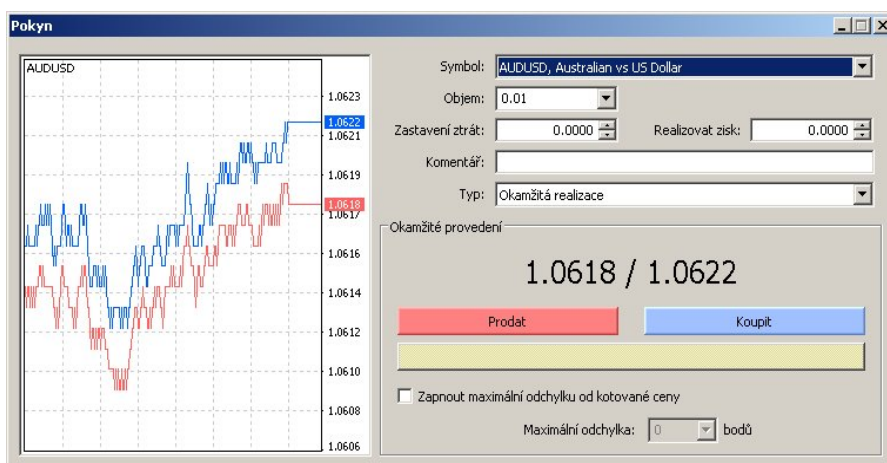 Pokyn
AUDUSD
1.0623
1.0622
1.0621
1.0619
1.0618
1.0617
1.0616
1.0614
1.0612
1.0610
1.0608
1.0606
Symbol: AUDUSD, Australian vs US Dollar
Objem: 0.01
Zastavení ztrát: 0.0000 Realizovat zisk: 0.0000
Komentář:
Typ: Okamžitá realizace
Okamžité provedení
1.0618 / 1.0622
Prodat Koupit
Zapnout maximální odchylku od kotované ceny
Maximální odchylka: 0 bodů